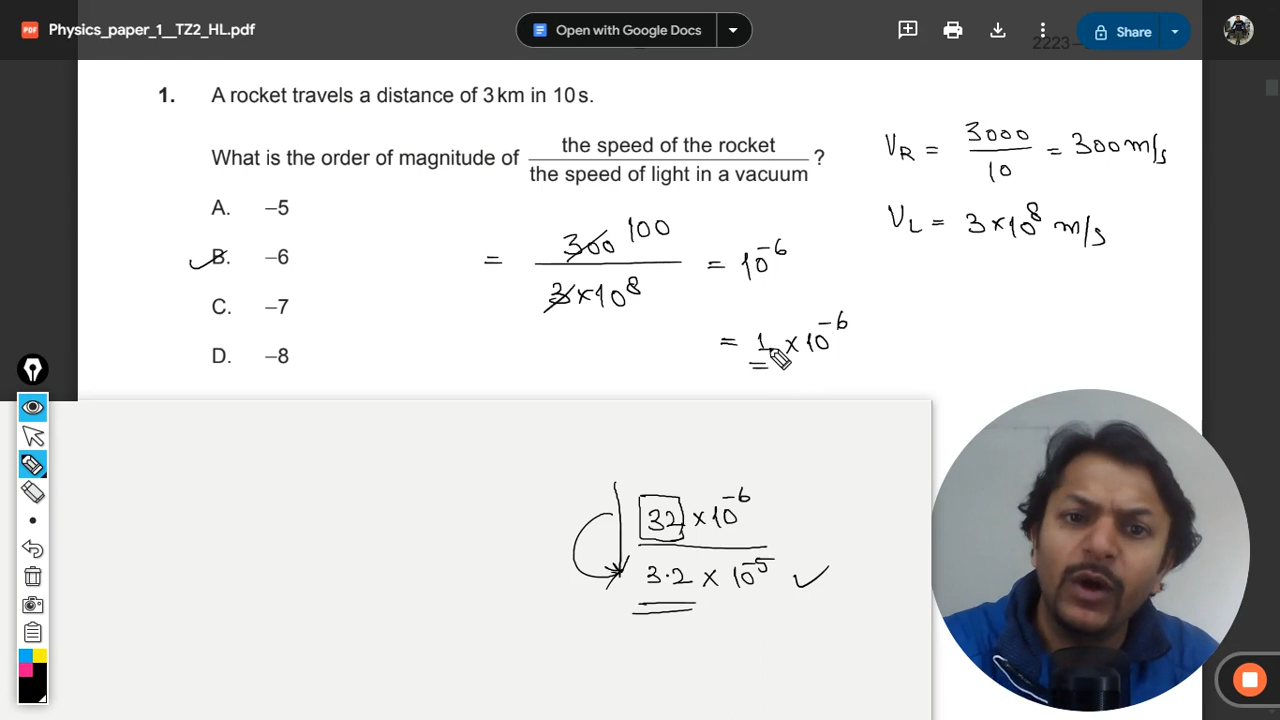 Physics_paper_1__TZ2_HL.pdf
Open with Google Docs
Share
1. A rocket travels a distance of 3 km in 10 s.
What is the order of magnitude of the speed of the rocket / the speed of light in a vacuum ?
A. −5
B. −6
C. −7
D. −8
V_R = 3000/10 = 300 m/s
V_L = 3×10^8 m/s
= 300 100 / 3×10^8 = 10^-6
= 1 × 10^-6
32 × 10^-6
3.2 × 10^-5 ✓